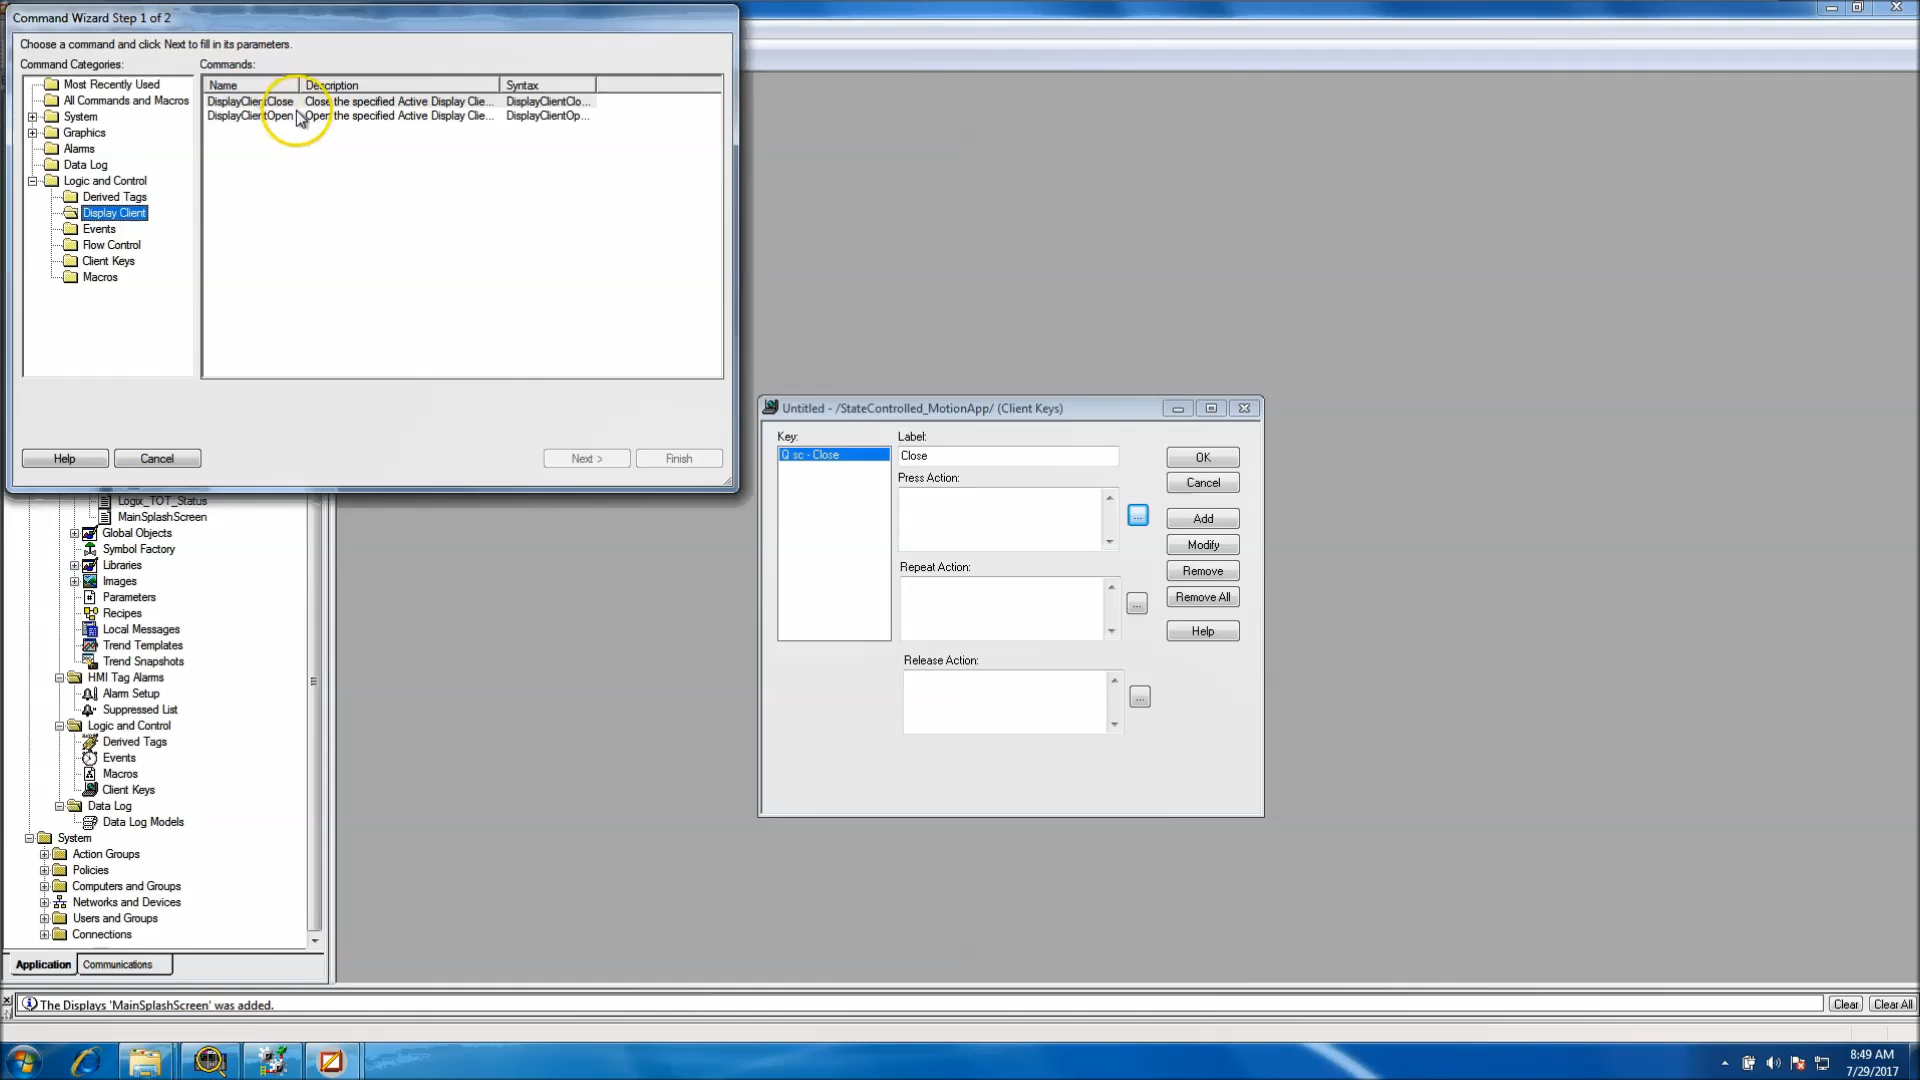 Command Wizard Step 1 of 2
Choose a command and click Next to fill in its parameters.
Command Categories:
Commands:
Most Recently Used
All Commands and Macros
System
Graphics
Alarms
Data Log
Logic and Control
Derived Tags
Display Client
Events
Flow Control
Client Keys
Macros
Name Description Syntax
DisplayClientClose Close the specified Active Display Clie... DisplayClientClo...
DisplayClientOpen Open the specified Active Display Clie... DisplayClientOp...
Help
Cancel
Next >
Finish
Logix_TOT_Status
MainSplashScreen
Global Objects
Symbol Factory
Libraries
Images
Parameters
Recipes
Local Messages
Trend Templates
Trend Snapshots
HMI Tag Alarms
Alarm Setup
Suppressed List
Logic and Control
Derived Tags
Events
Macros
Client Keys
Data Log
Data Log Models
System
Action Groups
Policies
Computers and Groups
Networks and Devices
Users and Groups
Connections
Application
Communications
Untitled - /StateControlled_MotionApp/ (Client Keys)
Key:
Q sc - Close
Label:
Close
Press Action:
...
Repeat Action:
...
Release Action:
...
OK
Cancel
Add
Modify
Remove
Remove All
Help
The Displays 'MainSplashScreen' was added.
Clear
Clear All
8:49 AM
7/29/2017